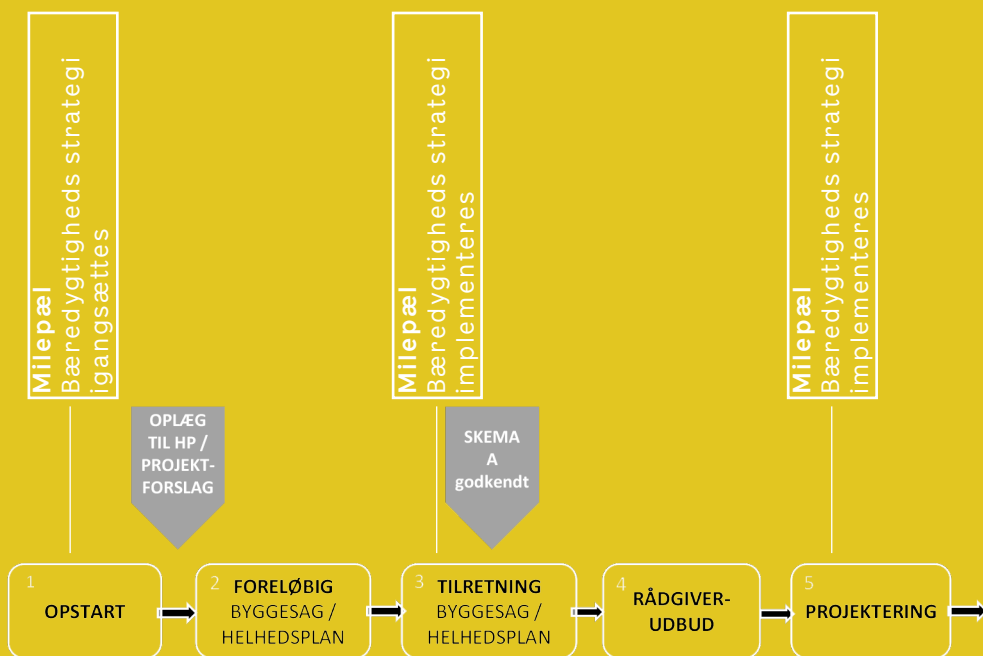 Milepæl
Bæredygtigheds strategi
igangsættes
Milepæl
Bæredygtigheds strategi
implementeres
Milepæl
Bæredygtigheds strategi
implementeres
OPLÆG
TIL HP /
PROJEKT-
FORSLAG
SKEMA
A
godkendt
1
OPSTART
2
FORELØBIG
BYGGESAG /
HELHEDSPLAN
3
TILRETNING
BYGGESAG /
HELHEDSPLAN
4
RÅDGIVER-
UDBUD
5
PROJEKTERING